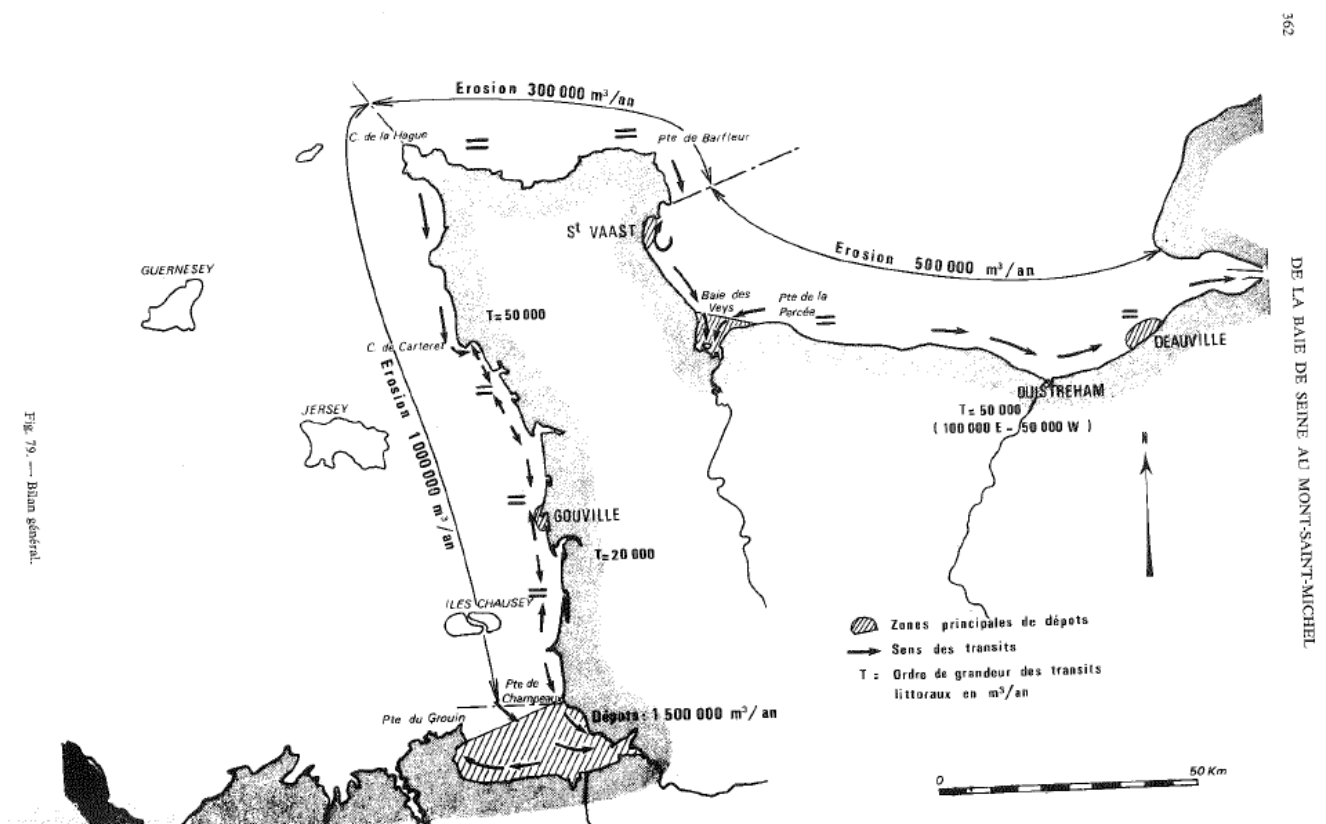 362
DE LA BAIE DE SEINE AU MONT-SAINT-MICHEL
Erosion 300 000 m³/an
C. de la Hague
Pte de Barfleur
St VAAST
Erosion 500 000 m³/an
GUERNESEY
Baie des
Veys
Pte de la
Percée
T= 50 000
C. de Carteret
DEAUVILLE
OUISTREHAM
T= 50 000
( 100 000 E - 50 000 W )
N
JERSEY
Erosion 1 000 000 m³/an
GOUVILLE
T= 20 000
ILES CHAUSEY
Zones principales de dépots
Sens des transits
T = Ordre de grandeur des transits
littoraux en m³/an
Pte de
Champeaux
Pte du Grouin
Dépots : 1 500 000 m³/an
0 50 Km
Fig. 79. — Bilan général.